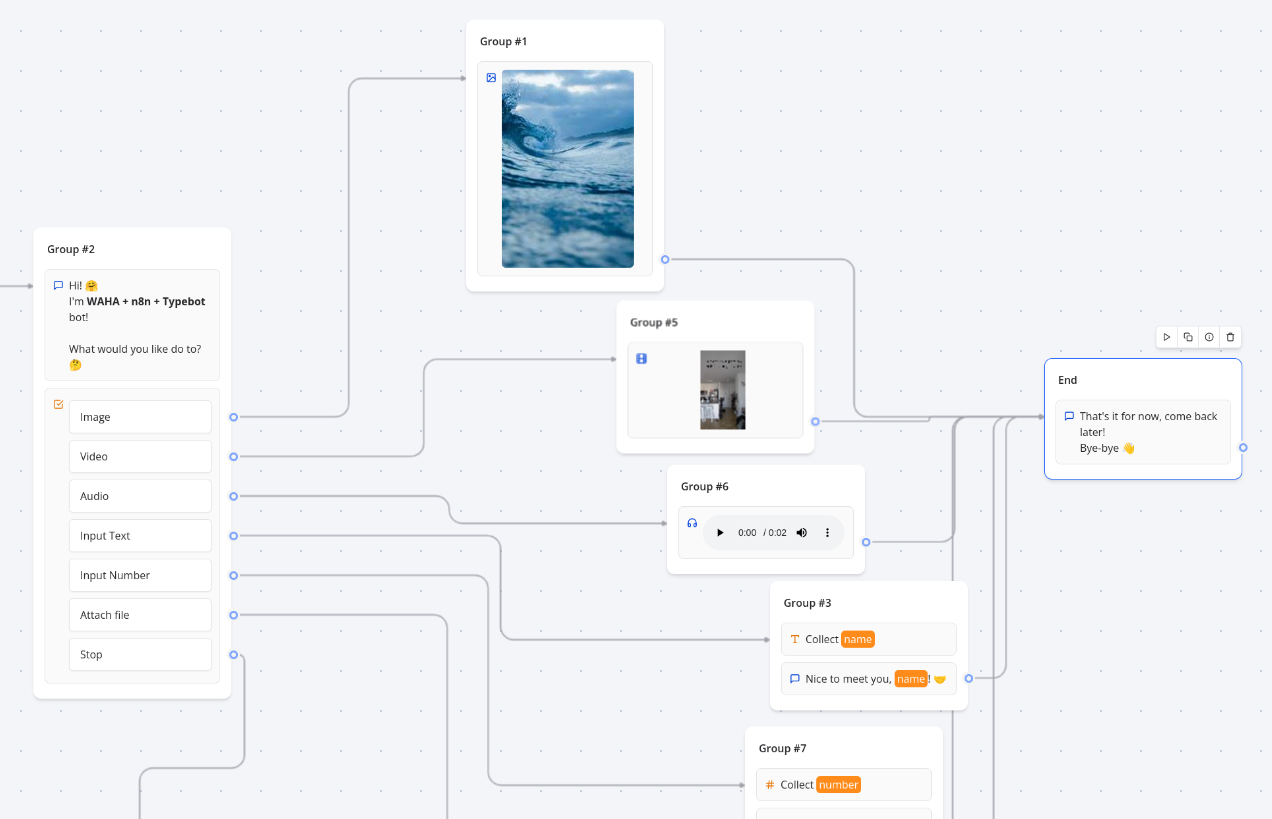 Group #1
Group #2
Hi! 🤗
I'm WAHA + n8n + Typebot
bot!
What would you like do to?
🤔
Image
Video
Audio
Input Text
Input Number
Attach file
Stop
Group #5
Group #6
0:00 / 0:02
Group #3
Collect name
Nice to meet you, name! 🤝
Group #7
Collect number
End
That's it for now, come back
later!
Bye-bye 👋